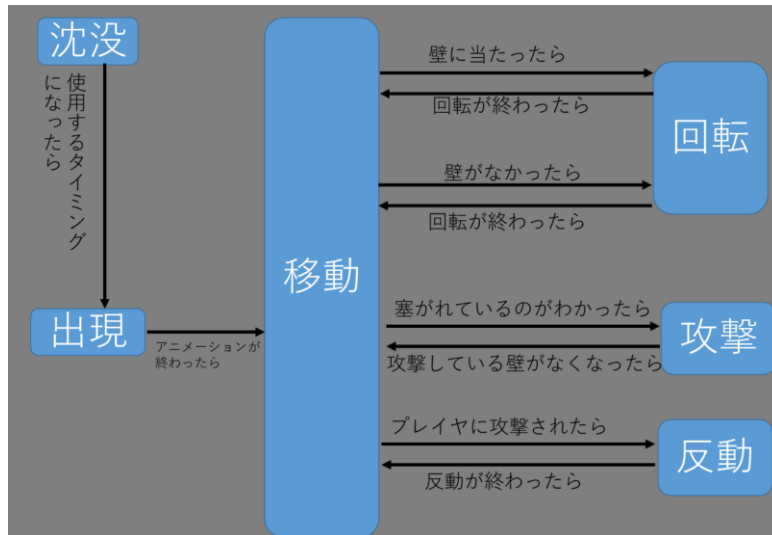 沈没
使用するタイミング
になったら
出現
アニメーションが
終わったら
移動
壁に当たったら
回転が終わったら
壁がなかったら
回転が終わったら
回転
塞がれているのがわかったら
攻撃している壁がなくなったら
攻撃
プレイヤに攻撃されたら
反動が終わったら
反動